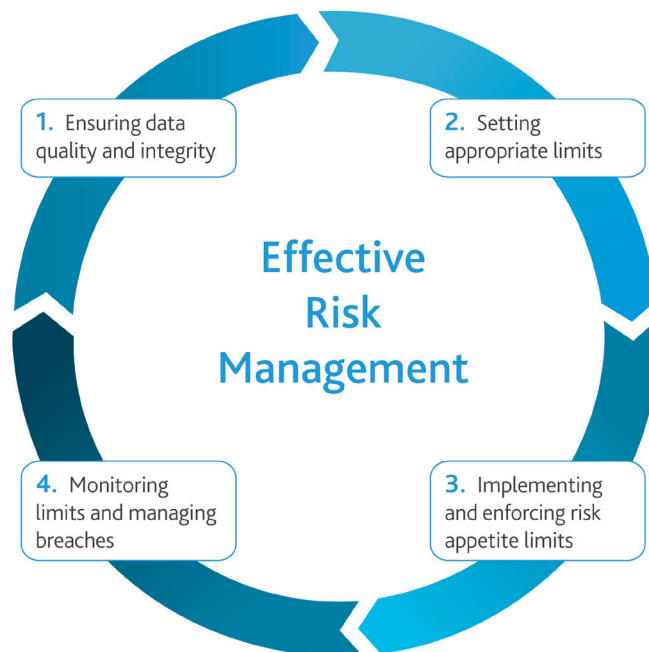 1. Ensuring data
quality and integrity
2. Setting
appropriate limits
Effective
Risk
Management
4. Monitoring
limits and managing
breaches
3. Implementing
and enforcing risk
appetite limits